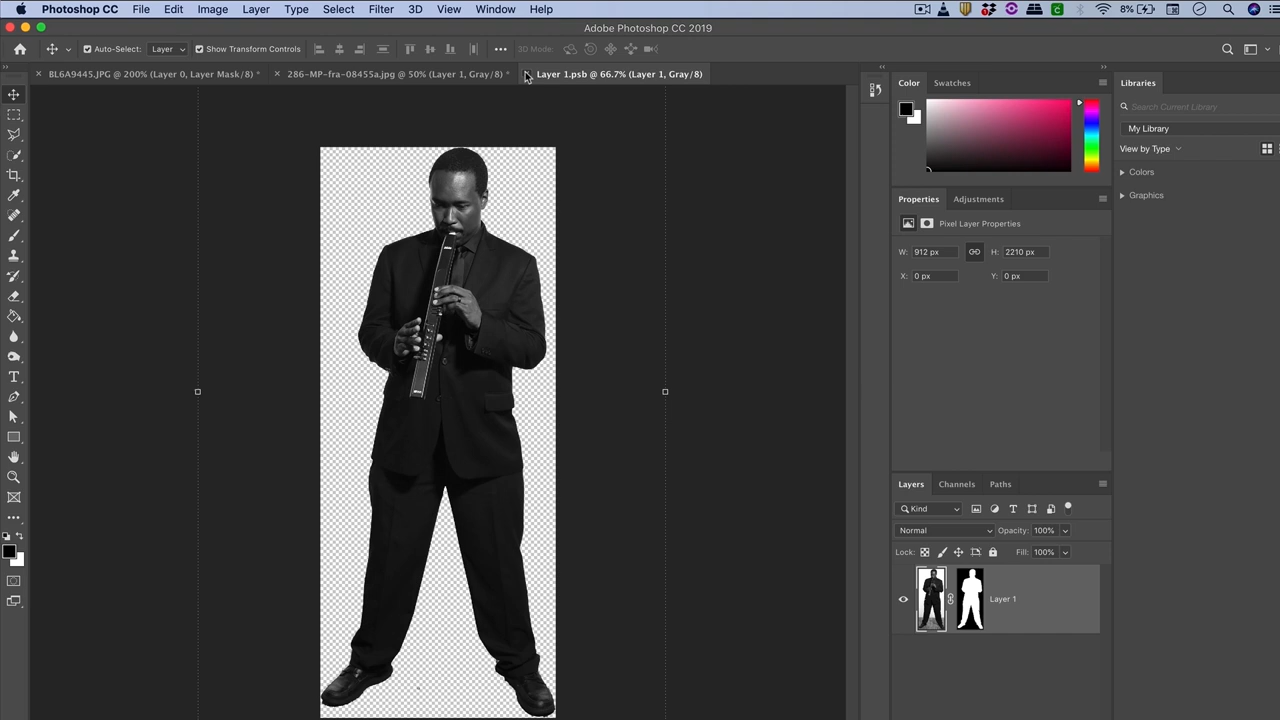 Photoshop CC File Edit Image Layer Type Select Filter 3D View Window Help 8%
Adobe Photoshop CC 2019
Auto-Select: Layer Show Transform Controls 3D Mode:
BL6A9445.JPG @ 200% (Layer 0, Layer Mask/8) * 286-MP-fra-08455a.jpg @ 50% (Layer 1, Gray/8) * Layer 1.psb @ 66.7% (Layer 1, Gray/8)
Color Swatches
Libraries
Search Current Library
My Library
View by Type
Colors
Graphics
Properties Adjustments
Pixel Layer Properties
W: 912 px H: 2210 px
X: 0 px Y: 0 px
Layers Channels Paths
Kind
Normal Opacity: 100%
Lock: Fill: 100%
Layer 1